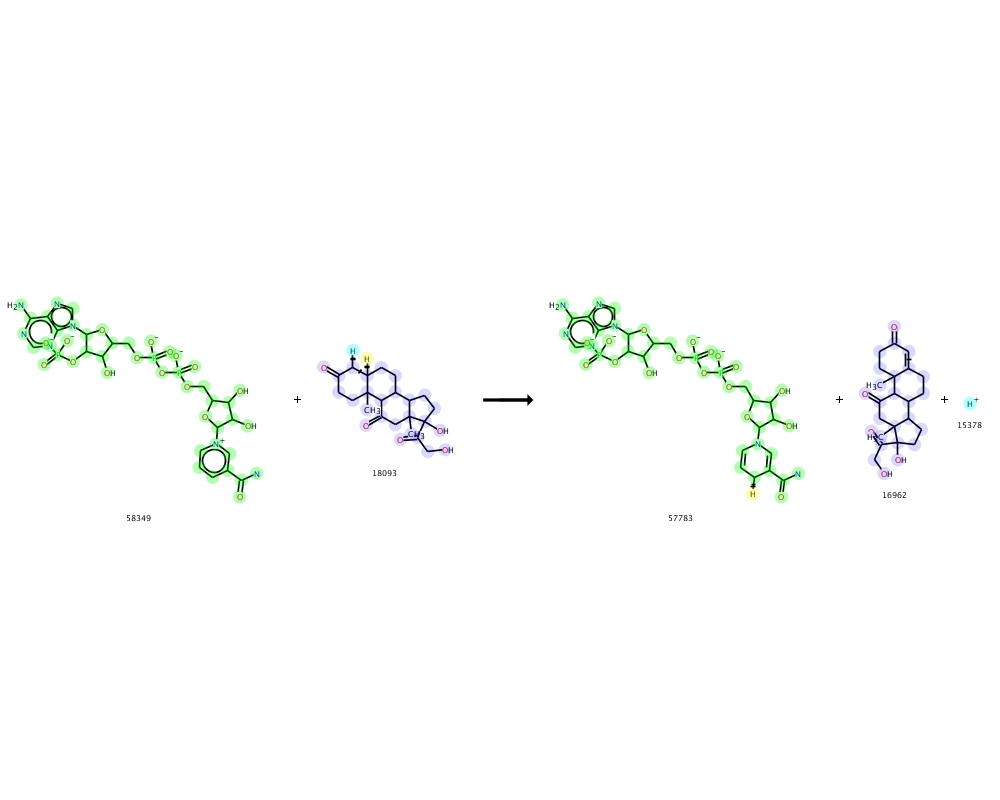 H2N N N N N O O- O- P O O OH O O- P O O- P O O OH OH O N+ N O
58349
+
H H O CH3 O CH3 O OH OH
18093
H2N N N N N O O- O- P O O OH O O- P O O- P O O OH OH O N N O H
57783
+
O H3C O O H3C OH OH
16962
+
H+
15378